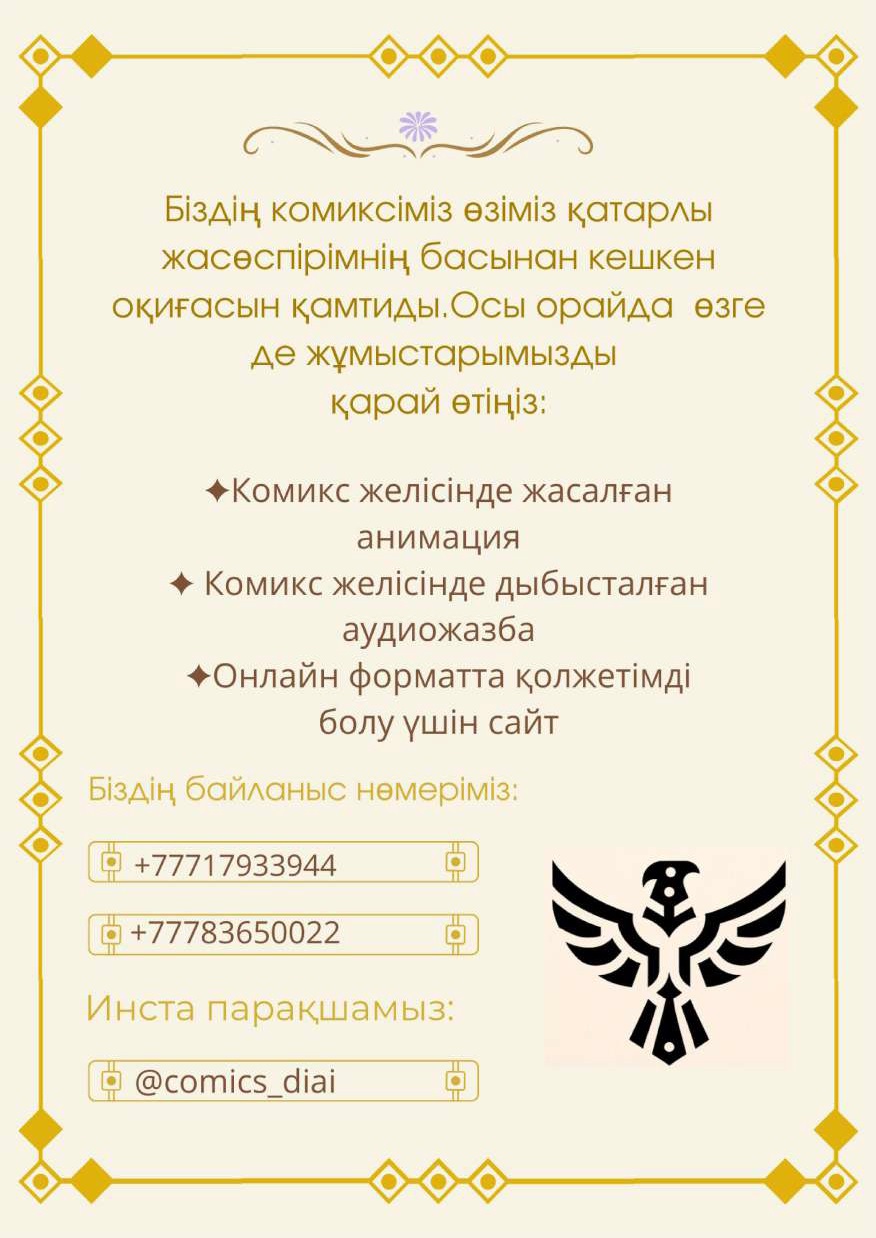 Біздің комиксіміз өзіміз қатарлы
жасөспірімнің басынан кешкен
оқиғасын қамтиды.Осы орайда өзге
де жұмыстарымызды
қарай өтіңіз:
✦Комикс желісінде жасалған
анимация
✦ Комикс желісінде дыбысталған
аудиожазба
✦Онлайн форматта қолжетімді
болу үшін сайт
Біздің байланыс нөмеріміз:
+77717933944
+77783650022
Инста парақшамыз:
@comics_diai